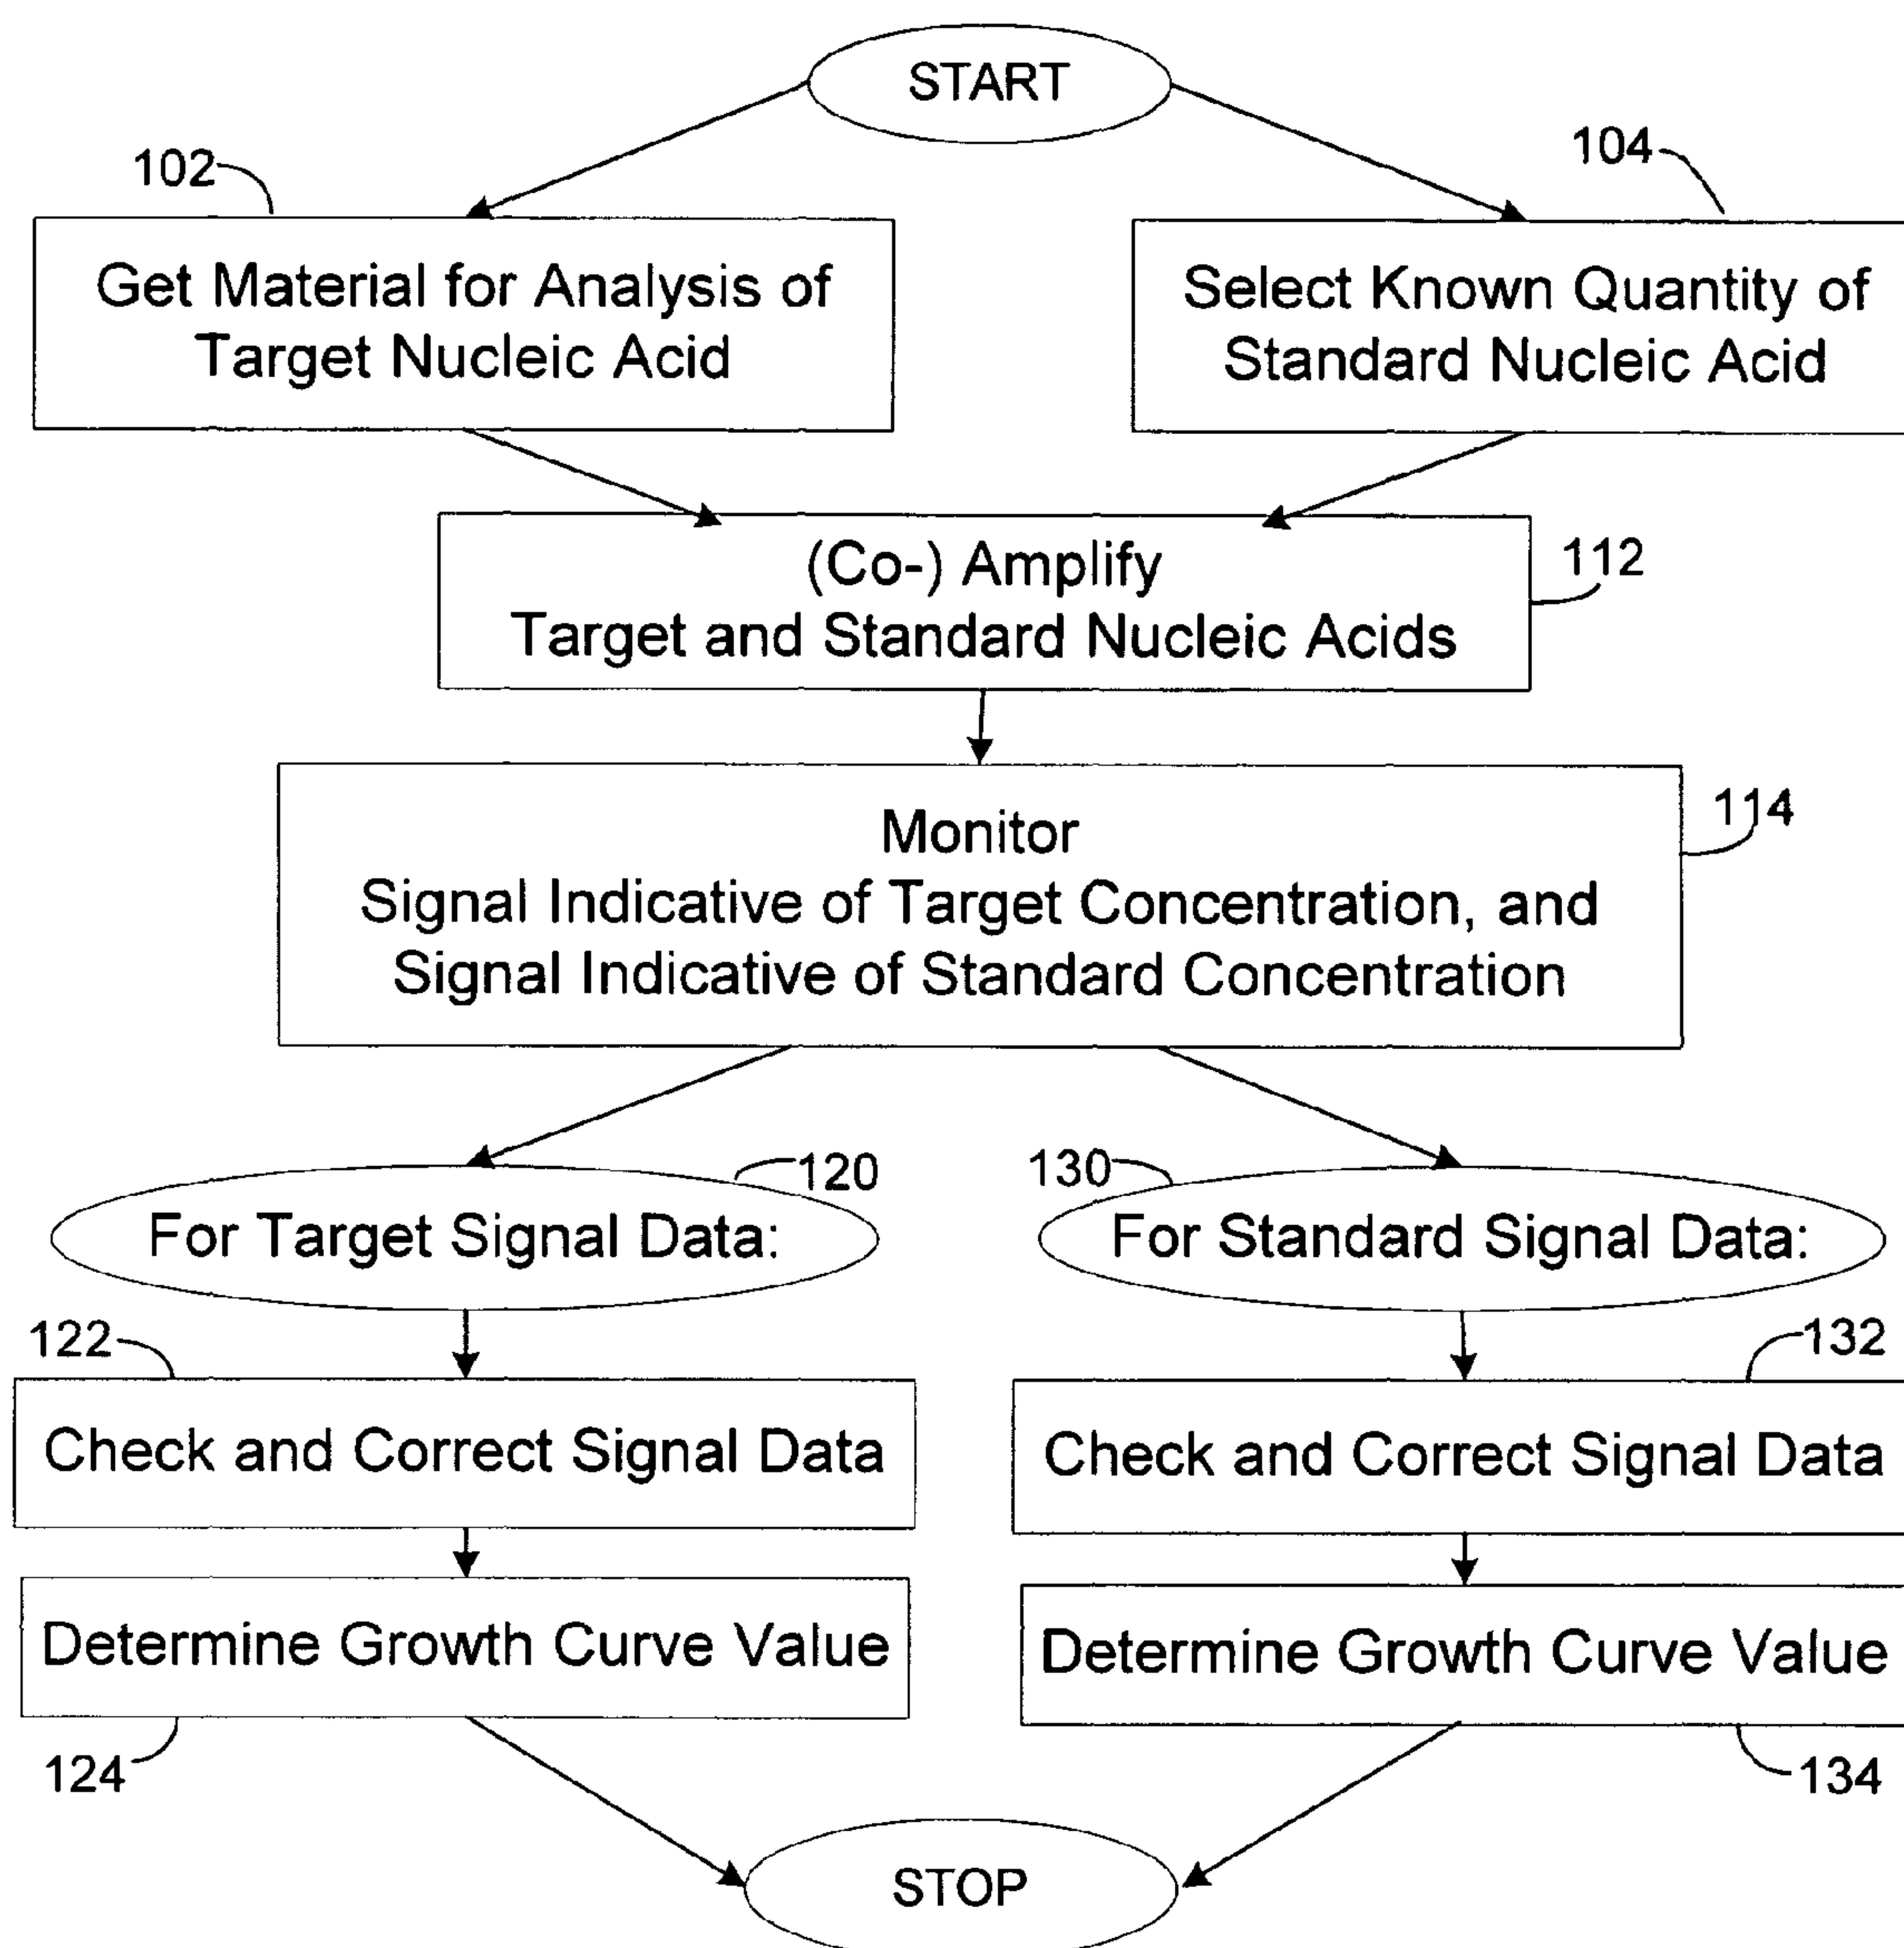 START
102
104
Get Material for Analysis of
Target Nucleic Acid
Select Known Quantity of
Standard Nucleic Acid
(Co-) Amplify
Target and Standard Nucleic Acids
112
Monitor
Signal Indicative of Target Concentration, and
Signal Indicative of Standard Concentration
114
120
For Target Signal Data:
130
For Standard Signal Data:
122
Check and Correct Signal Data
132
Check and Correct Signal Data
Determine Growth Curve Value
124
Determine Growth Curve Value
134
STOP